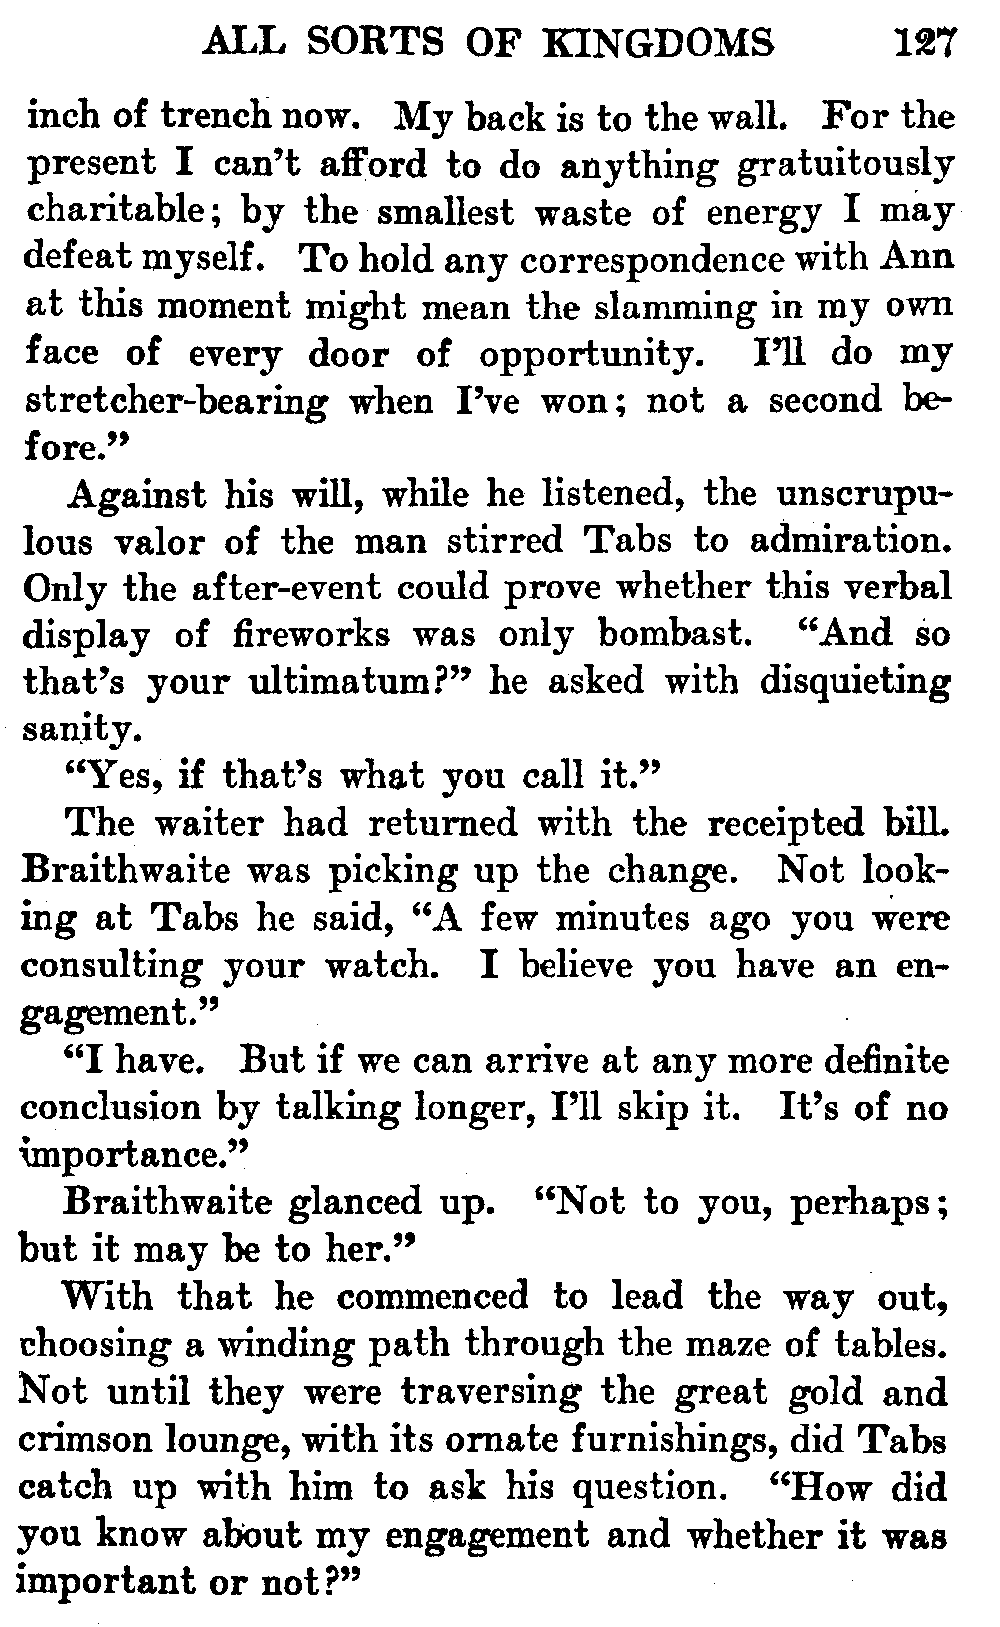 ALL SORTS OF KINGDOMS 127
inch of trench now. My back is to the wall. For the
present I can't afford to do anything gratuitously
charitable; by the smallest waste of energy I may
defeat myself. To hold any correspondence with Ann
at this moment might mean the slamming in my own
face of every door of opportunity. I'll do my
stretcher-bearing when I've won; not a second be-
fore."
Against his will, while he listened, the unscrupu-
lous valor of the man stirred Tabs to admiration.
Only the after-event could prove whether this verbal
display of fireworks was only bombast. "And so
that's your ultimatum?" he asked with disquieting
sanity.
"Yes, if that's what you call it."
The waiter had returned with the receipted bill.
Braithwaite was picking up the change. Not look-
ing at Tabs he said, "A few minutes ago you were
consulting your watch. I believe you have an en-
gagement."
"I have. But if we can arrive at any more definite
conclusion by talking longer, I'll skip it. It's of no
importance."
Braithwaite glanced up. "Not to you, perhaps;
but it may be to her."
With that he commenced to lead the way out,
choosing a winding path through the maze of tables.
Not until they were traversing the great gold and
crimson lounge, with its ornate furnishings, did Tabs
catch up with him to ask his question. "How did
you know about my engagement and whether it was
important or not?"